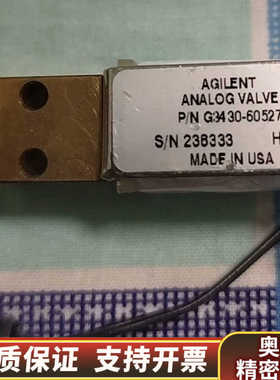 AGILENT
ANALOG VALVE
P/N G3430-60527
S/N 236333 H
MADE IN USA
质保证 支持开票
奥
精密